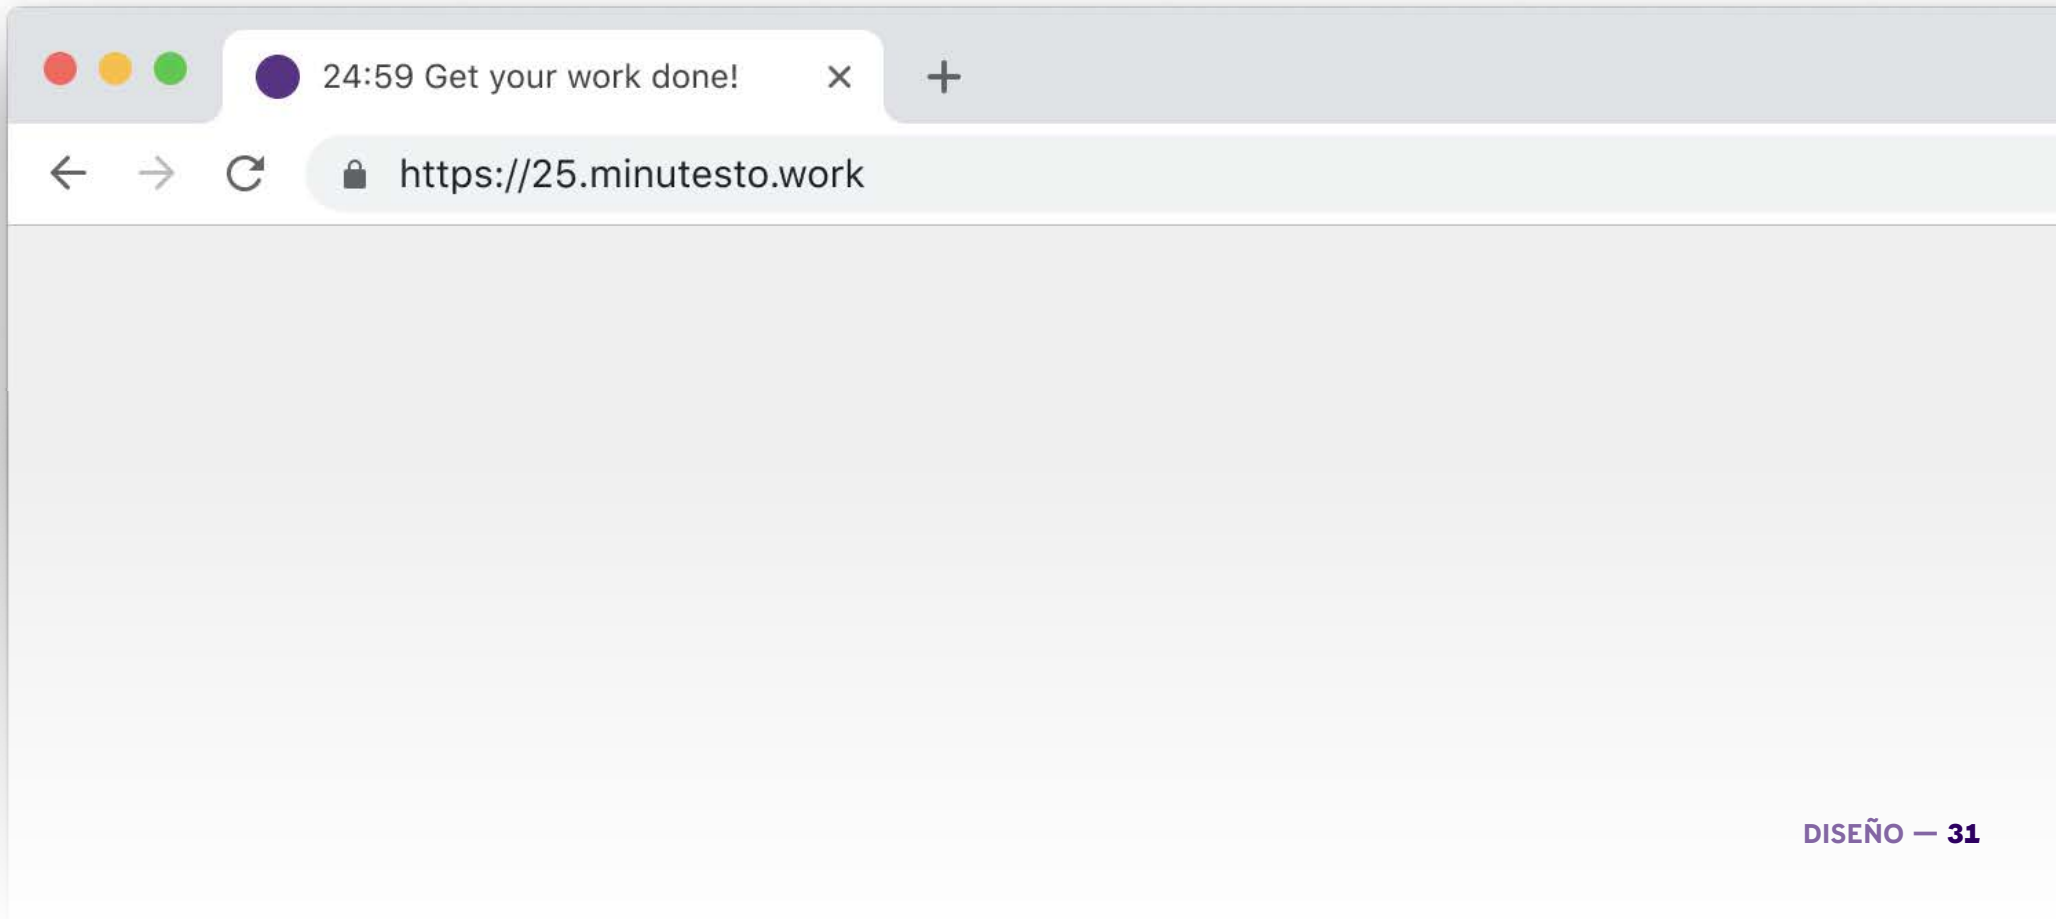 24:59 Get your work done!
https://25.minutesto.work
DISEÑO — 31